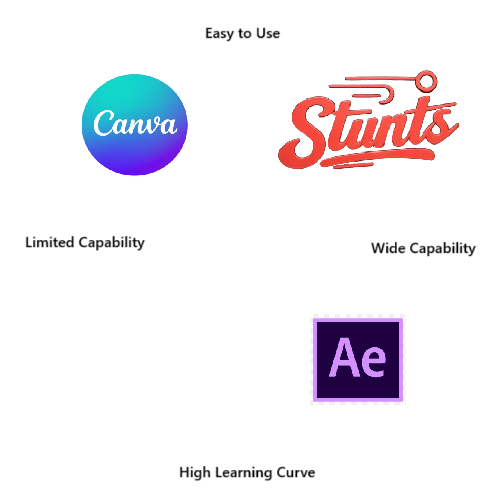 Easy to Use
Canva
Stunts
Limited Capability
Wide Capability
Ae
High Learning Curve